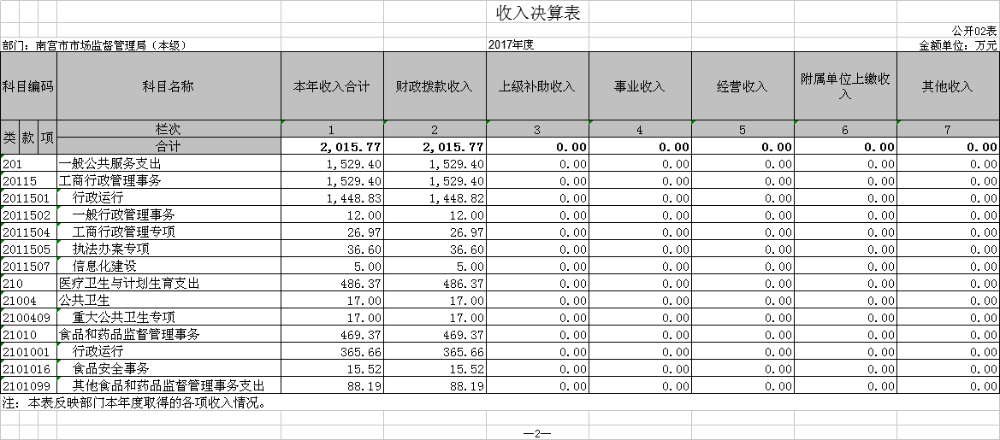 收入决算表
公开02表
部门：南宫市市场监督管理局（本级） 2017年度 金额单位：万元
科目编码 科目名称 本年收入合计 财政拨款收入 上级补助收入 事业收入 经营收入 附属单位上缴收入 其他收入
类 款 项 栏次 1 2 3 4 5 6 7
合计 2,015.77 2,015.77 0.00 0.00 0.00 0.00 0.00
201 一般公共服务支出 1,529.40 1,529.40 0.00 0.00 0.00 0.00 0.00
20115 工商行政管理事务 1,529.40 1,529.40 0.00 0.00 0.00 0.00 0.00
2011501 行政运行 1,448.83 1,448.82 0.00 0.00 0.00 0.00 0.00
2011502 一般行政管理事务 12.00 12.00 0.00 0.00 0.00 0.00 0.00
2011504 工商行政管理专项 26.97 26.97 0.00 0.00 0.00 0.00 0.00
2011505 执法办案专项 36.60 36.60 0.00 0.00 0.00 0.00 0.00
2011507 信息化建设 5.00 5.00 0.00 0.00 0.00 0.00 0.00
210 医疗卫生与计划生育支出 486.37 486.37 0.00 0.00 0.00 0.00 0.00
21004 公共卫生 17.00 17.00 0.00 0.00 0.00 0.00 0.00
2100409 重大公共卫生专项 17.00 17.00 0.00 0.00 0.00 0.00 0.00
21010 食品和药品监督管理事务 469.37 469.37 0.00 0.00 0.00 0.00 0.00
2101001 行政运行 365.66 365.66 0.00 0.00 0.00 0.00 0.00
2101016 食品安全事务 15.52 15.52 0.00 0.00 0.00 0.00 0.00
2101099 其他食品和药品监督管理事务支出 88.19 88.19 0.00 0.00 0.00 0.00 0.00
注：本表反映部门本年度取得的各项收入情况。
—2—